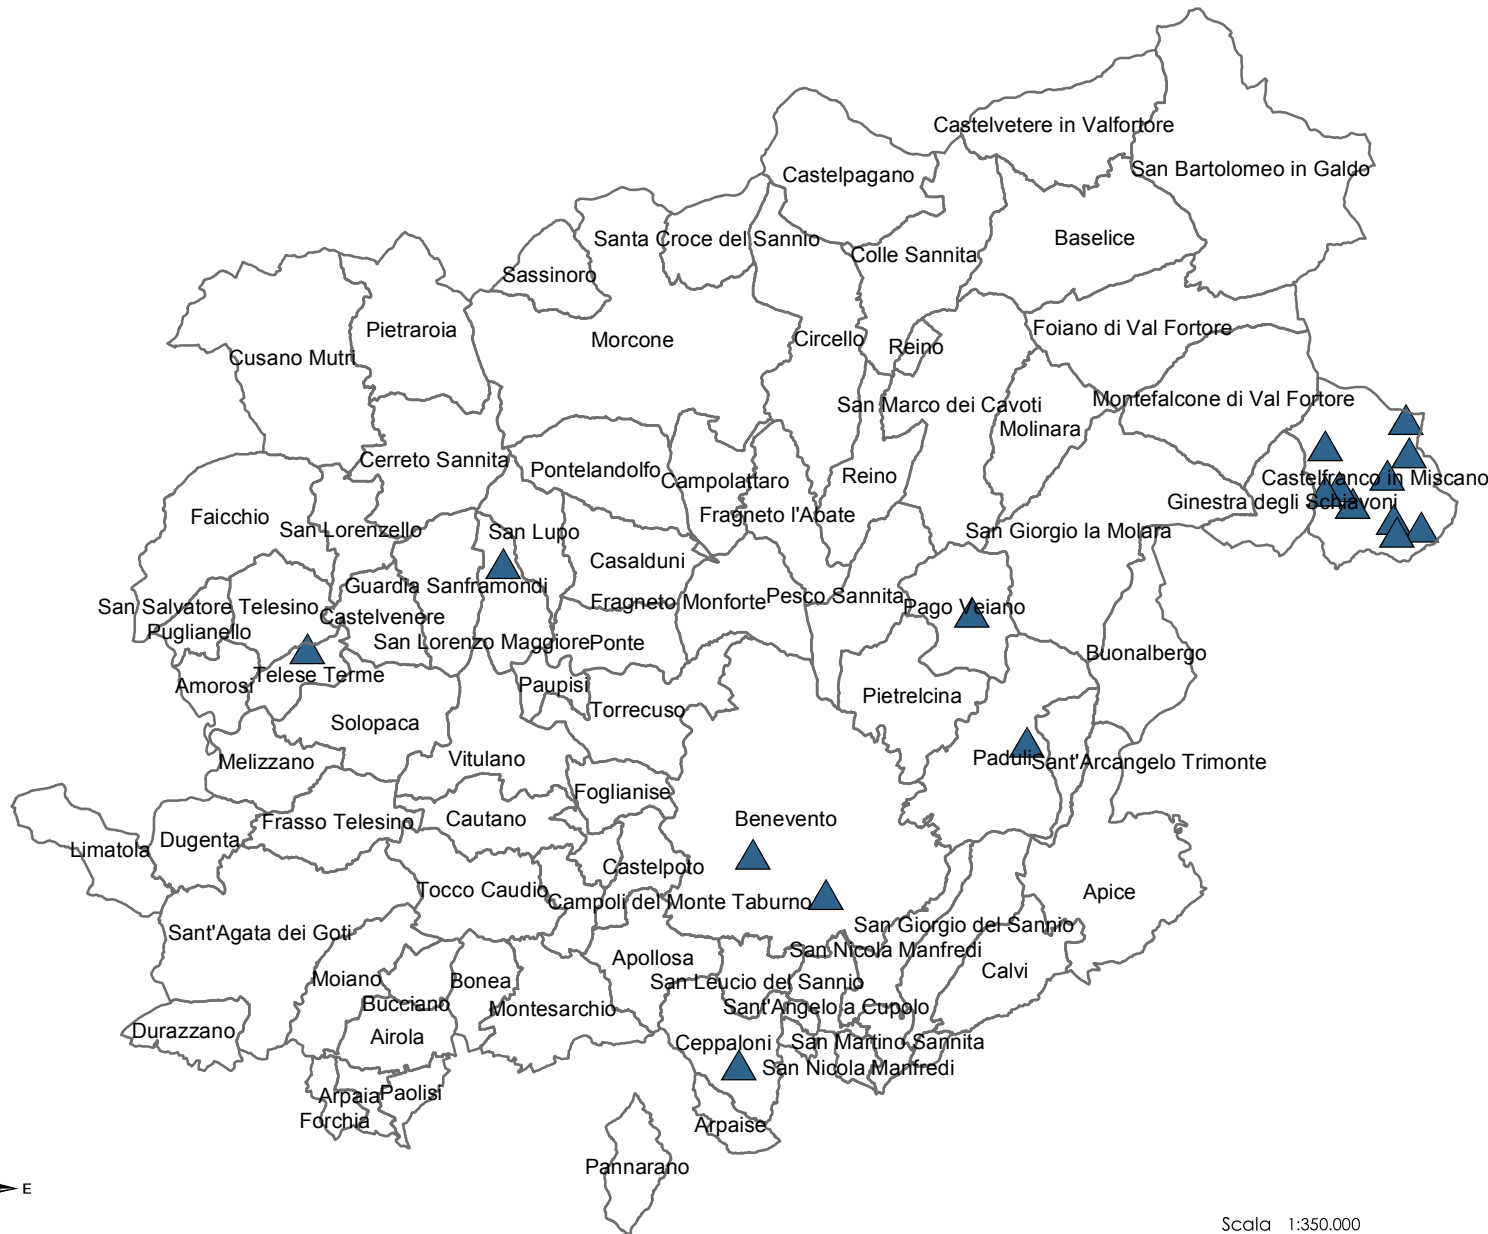 Castelvetere in Valfortore
San Bartolomeo in Galdo
Castelpagano
Santa Croce del Sannio
Baselice
Colle Sannita
Sassinoro
Pietraroia
Foiano di Val Fortore
Morcone
Circello
Reino
Cusano Mutri
Montefalcone di Val Fortore
San Marco dei Cavoti
Molinara
Cerreto Sannita
Pontelandolfo
Reino
Campolattaro
Castelfranco in Miscano
Ginestra degli Schiavoni
Faicchio
Fragneto l'Abate
San Lorenzello
San Lupo
San Giorgio la Molara
Casalduni
Guardia Sanframondi
Pesco Sannita
Fragneto Monforte
San Salvatore Telesino
Pago Veiano
Castelvenere
Puglianello
San Lorenzo Maggiore
Ponte
Buonalbergo
Telese Terme
Amorosi
Paupisi
Pietrelcina
Torrecuso
Solopaca
Vitulano
Paduli
Sant'Arcangelo Trimonte
Melizzano
Foglianise
Cautano
Benevento
Frasso Telesino
Dugenta
Limatola
Castelpoto
Tocco Caudio
Apice
Campoli del Monte Taburno
San Giorgio del Sannio
Sant'Agata dei Goti
San Nicola Manfredi
Apollosa
Calvi
Moiano
Bonea
San Leucio del Sannio
Bucciano
Montesarchio
Sant'Angelo a Cupolo
Durazzano
Airola
Ceppaloni
San Martino Sannita
San Nicola Manfredi
Arpaia
Paolisi
Forchia
Arpaise
Pannarano
E
Scala 1:350.000